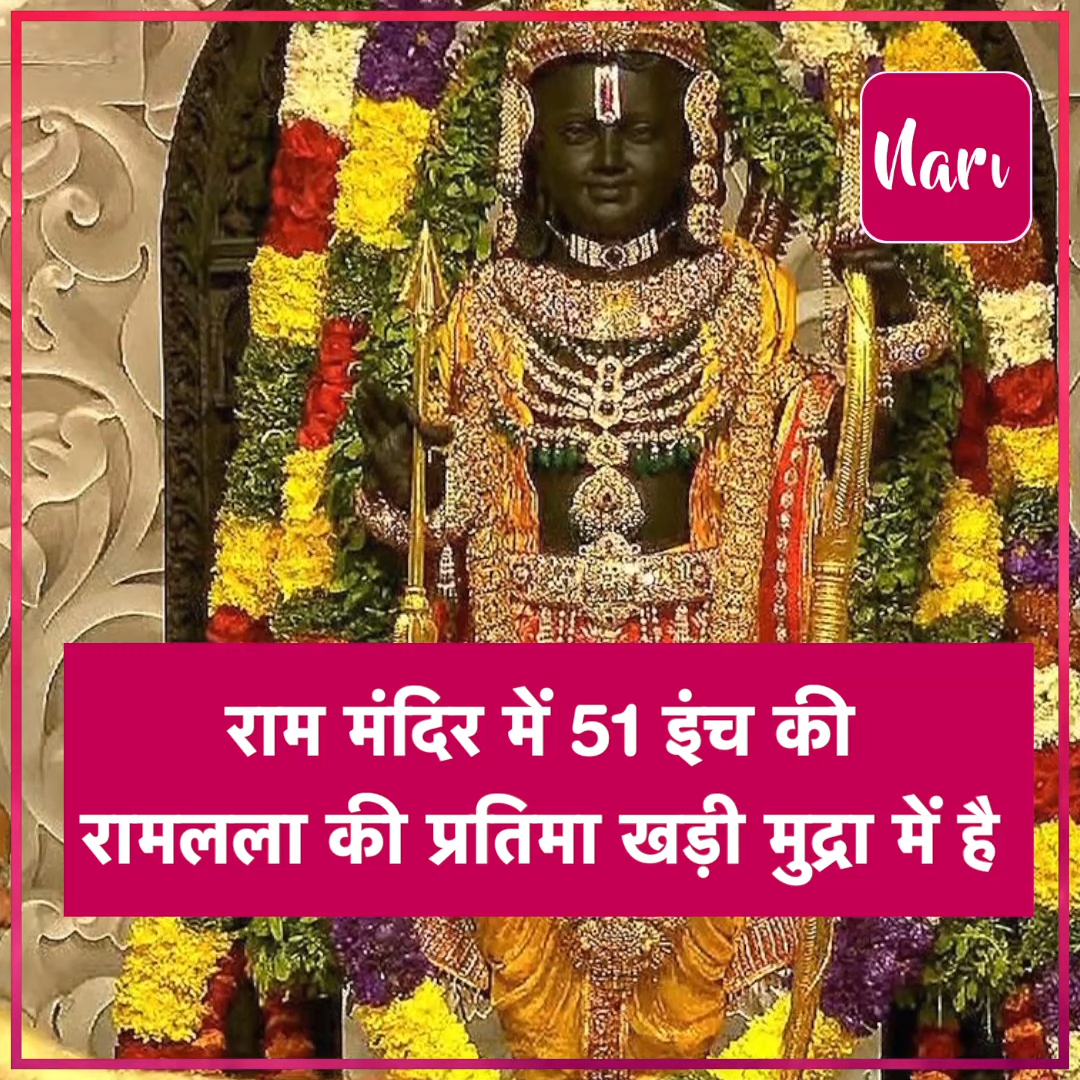 Nari
राम मंदिर में 51 इंच की
रामलला की प्रतिमा खड़ी मुद्रा में है